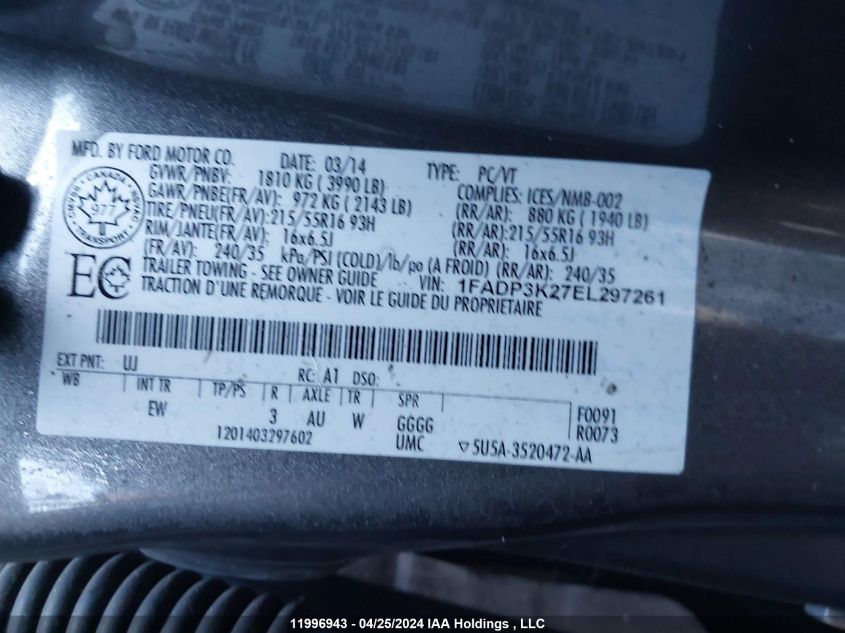 MFD. BY FORD MOTOR CO. DATE: 03/14 TYPE: PC/VT
GVWR/PNBV: 1810 KG ( 3990 LB) COMPLIES: ICES/NMB-002
GAWR/PNBE(FR/AV): 972 KG ( 2143 LB) (RR/AR): 880 KG ( 1940 LB)
TIRE/PNEU(FR/AV):215/55R16 93H (RR/AR):215/55R16 93H
RIM/JANTE(FR/AV): 16x6.5J (RR/AR): 16x6.5J
(FR/AV): 240/35 kPa/PSI (COLD)/lb/po (A FROID) (RR/AR): 240/35
TRAILER TOWING - SEE OWNER GUIDE VIN: 1FADP3K27EL297261
TRACTION D'UNE REMORQUE - VOIR LE GUIDE DU PROPRIETAIRE
CANADA
977
TRANSPORT
EC
EXT PNT: UJ RC: A1 DSO:
WB INT TR TP/PS R AXLE TR SPR F0091
EW 3 AU W GGGG R0073
1201403297602 UMC ▽5U5A-3520472-AA
11996943 - 04/25/2024 IAA Holdings , LLC